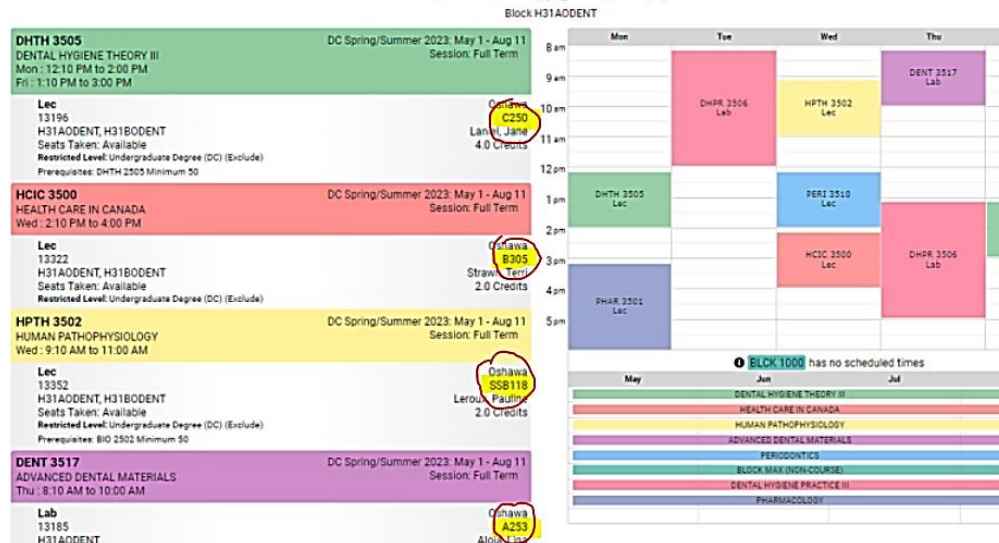 Block H31AODENT
DHTH 3505
DC Spring/Summer 2023: May 1 - Aug 11
DENTAL HYGIENE THEORY III
Session: Full Term
Mon : 12:10 PM to 2:00 PM
Fri : 1:10 PM to 3:00 PM
Lec
Oshawa
13196
C250
H31AODENT, H31BODENT
Laniel, Jane
Seats Taken: Available
4.0 Credits
Restricted Level: Undergraduate Degree (DC) (Exclude)
Prerequisites: DHTH 2505 Minimum 50
HCIC 3500
DC Spring/Summer 2023: May 1 - Aug 11
HEALTH CARE IN CANADA
Session: Full Term
Wed : 2:10 PM to 4:00 PM
Lec
Oshawa
13322
B305
H31AODENT, H31BODENT
Strawn, Terri
Seats Taken: Available
2.0 Credits
Restricted Level: Undergraduate Degree (DC) (Exclude)
HPTH 3502
DC Spring/Summer 2023: May 1 - Aug 11
HUMAN PATHOPHYSIOLOGY
Session: Full Term
Wed : 9:10 AM to 11:00 AM
Lec
Oshawa
13352
SSB118
H31AODENT, H31BODENT
Leroux, Pauline
Seats Taken: Available
2.0 Credits
Restricted Level: Undergraduate Degree (DC) (Exclude)
Prerequisites: BIO 2502 Minimum 50
DENT 3517
DC Spring/Summer 2023: May 1 - Aug 11
ADVANCED DENTAL MATERIALS
Session: Full Term
Thu : 8:10 AM to 10:00 AM
Lab
Oshawa
13185
A253
H31AODENT
Mon Tue Wed Thu
8 am
9 am
10 am
11 am
12 pm
1 pm
2 pm
3 pm
4 pm
5 pm
DHTH 3505
Lec
PHAR 3501
Lec
DHPR 3506
Lab
HPTH 3502
Lec
PERI 3510
Lec
HCIC 3500
Lec
DENT 3517
Lab
DHPR 3506
Lab
BLCK 1000 has no scheduled times
May Jun Jul
DENTAL HYGIENE THEORY III
HEALTH CARE IN CANADA
HUMAN PATHOPHYSIOLOGY
ADVANCED DENTAL MATERIALS
PERIODONTICS
BLOCK MAX (NON-COURSE)
DENTAL HYGIENE PRACTICE III
PHARMACOLOGY